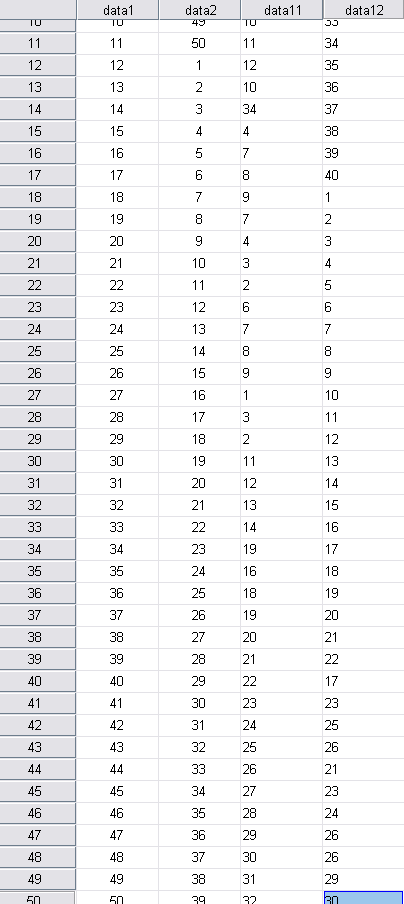 data1 data2 data11 data12
10 10 49 10 33
11 11 50 11 34
12 12 1 12 35
13 13 2 10 36
14 14 3 34 37
15 15 4 4 38
16 16 5 7 39
17 17 6 8 40
18 18 7 9 1
19 19 8 7 2
20 20 9 4 3
21 21 10 3 4
22 22 11 2 5
23 23 12 6 6
24 24 13 7 7
25 25 14 8 8
26 26 15 9 9
27 27 16 1 10
28 28 17 3 11
29 29 18 2 12
30 30 19 11 13
31 31 20 12 14
32 32 21 13 15
33 33 22 14 16
34 34 23 19 17
35 35 24 16 18
36 36 25 18 19
37 37 26 19 20
38 38 27 20 21
39 39 28 21 22
40 40 29 22 17
41 41 30 23 23
42 42 31 24 25
43 43 32 25 26
44 44 33 26 21
45 45 34 27 23
46 46 35 28 24
47 47 36 29 26
48 48 37 30 26
49 49 38 31 29
50 50 39 32 30